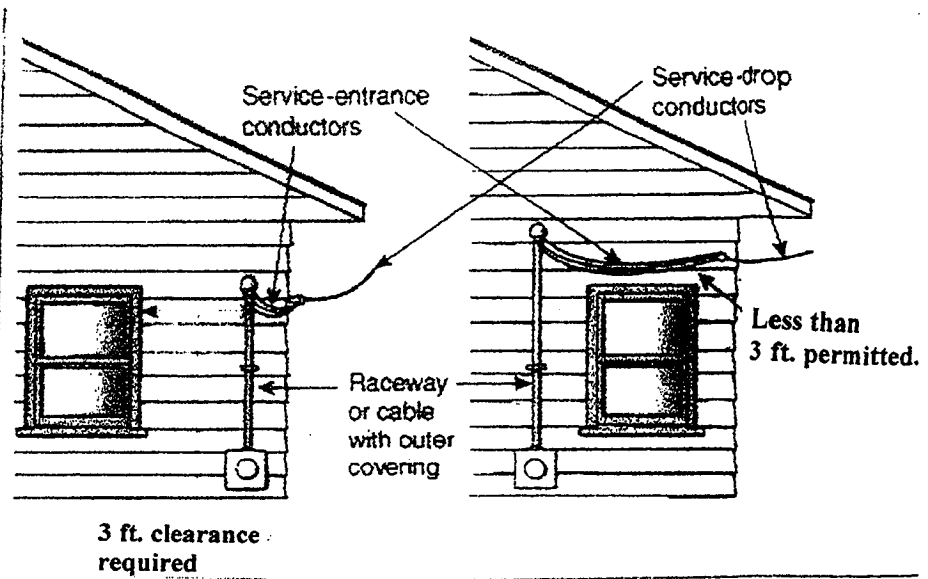 Service-entrance
conductors
Service-drop
conductors
Less than
3 ft. permitted.
Raceway
or cable
with outer
covering
3 ft. clearance
required